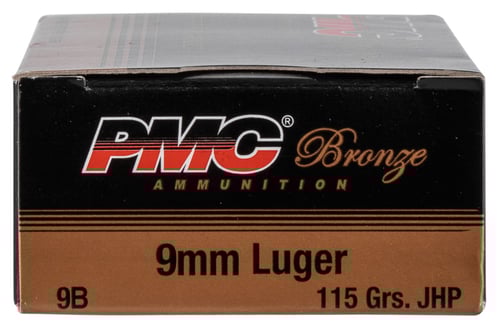 PMC® Bronze
AMMUNITION
9mm Luger
9B 115 Grs. JHP